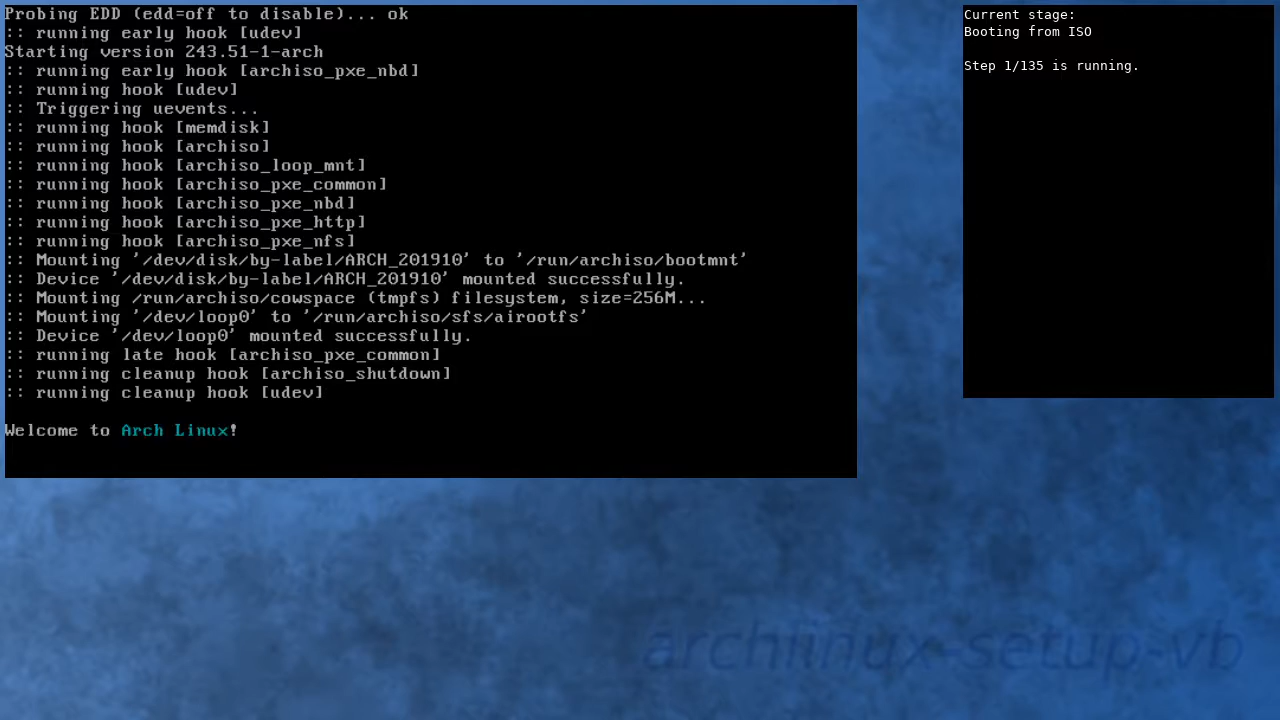 Probing EDD (edd=off to disable)... ok
:: running early hook [udev]
Starting version 243.51-1-arch
:: running early hook [archiso_pxe_nbd]
:: running hook [udev]
:: Triggering uevents...
:: running hook [memdisk]
:: running hook [archiso]
:: running hook [archiso_loop_mnt]
:: running hook [archiso_pxe_common]
:: running hook [archiso_pxe_nbd]
:: running hook [archiso_pxe_http]
:: running hook [archiso_pxe_nfs]
:: Mounting '/dev/disk/by-label/ARCH_201910' to '/run/archiso/bootmnt'
:: Device '/dev/disk/by-label/ARCH_201910' mounted successfully.
:: Mounting /run/archiso/cowspace (tmpfs) filesystem, size=256M...
:: Mounting '/dev/loop0' to '/run/archiso/sfs/airootfs'
:: Device '/dev/loop0' mounted successfully.
:: running late hook [archiso_pxe_common]
:: running cleanup hook [archiso_shutdown]
:: running cleanup hook [udev]
Welcome to Arch Linux!
Current stage:
Booting from ISO
Step 1/135 is running.
archlinux-setup-vb